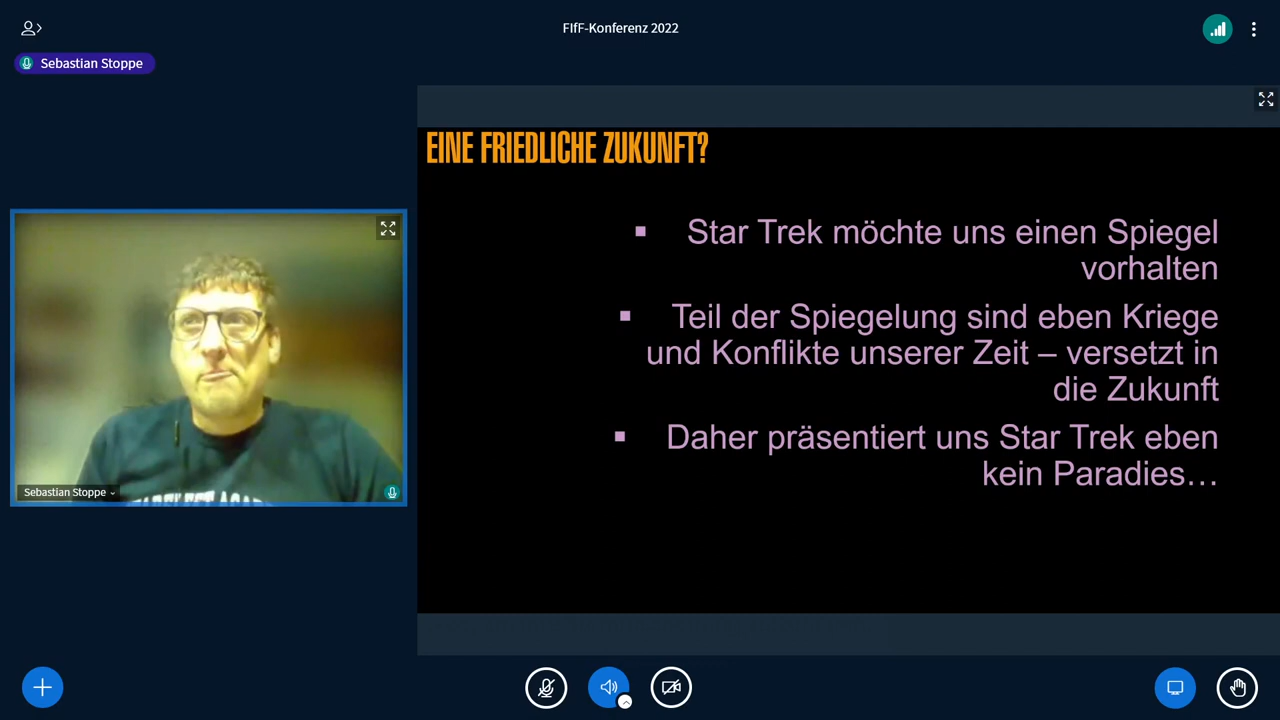 FIfF-Konferenz 2022
Sebastian Stoppe
EINE FRIEDLICHE ZUKUNFT?
▪ Star Trek möchte uns einen Spiegel
vorhalten
▪ Teil der Spiegelung sind eben Kriege
und Konflikte unserer Zeit – versetzt in
die Zukunft
▪ Daher präsentiert uns Star Trek eben
kein Paradies…
Sebastian Stoppe